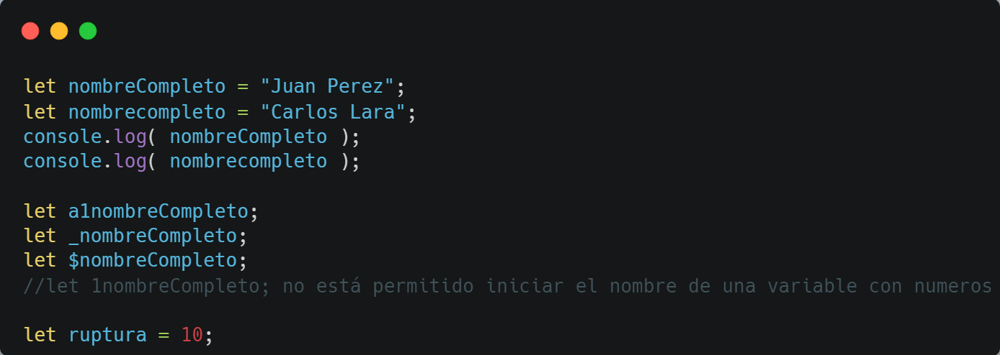 let nombreCompleto = "Juan Perez";
let nombrecompleto = "Carlos Lara";
console.log( nombreCompleto );
console.log( nombrecompleto );
let a1nombreCompleto;
let _nombreCompleto;
let $nombreCompleto;
//let 1nombreCompleto; no está permitido iniciar el nombre de una variable con numeros
let ruptura = 10;